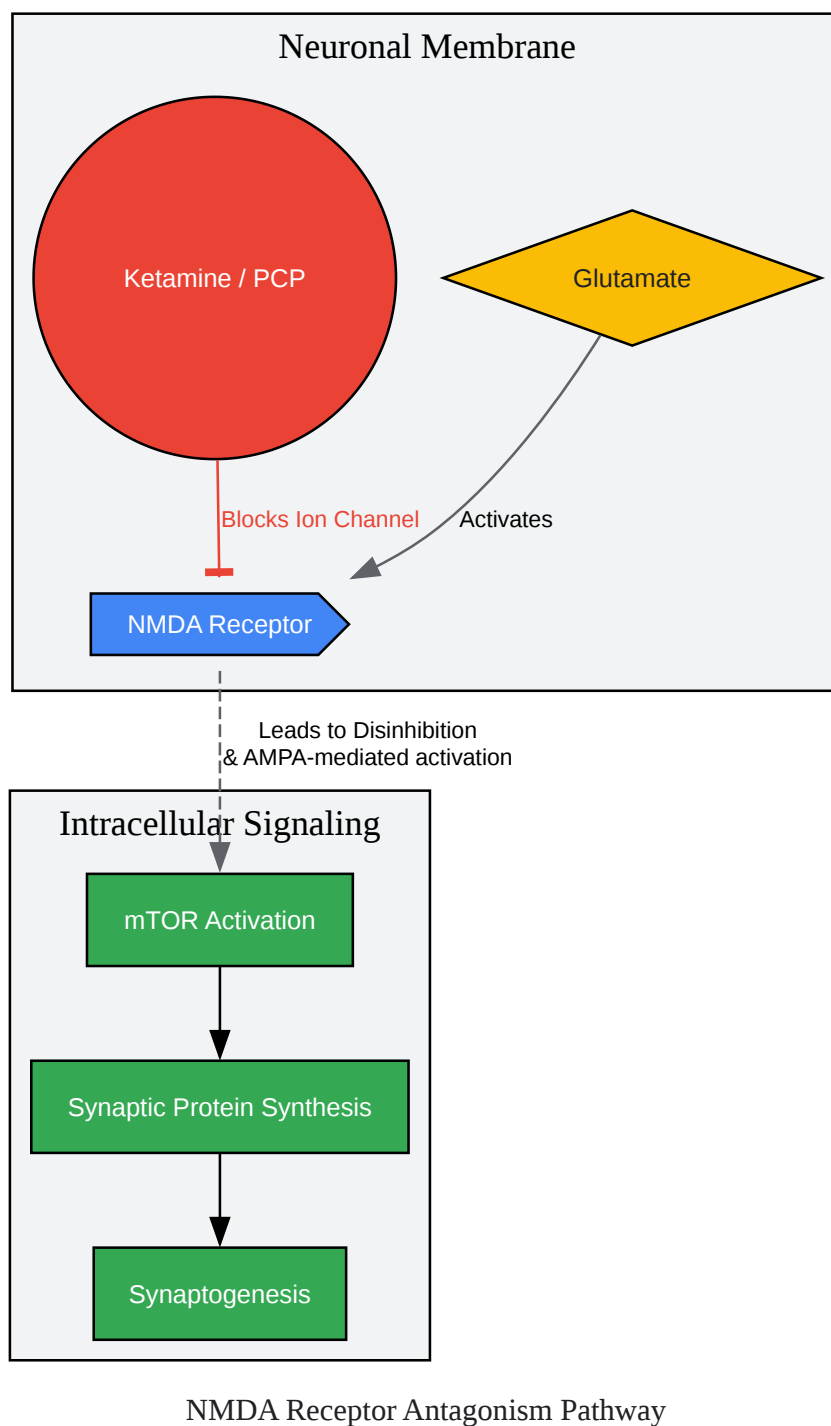 Neuronal Membrane
Ketamine / PCP
Glutamate
Blocks Ion Channel
Activates
NMDA Receptor
Leads to Disinhibition
& AMPA-mediated activation
Intracellular Signaling
mTOR Activation
Synaptic Protein Synthesis
Synaptogenesis
NMDA Receptor Antagonism Pathway